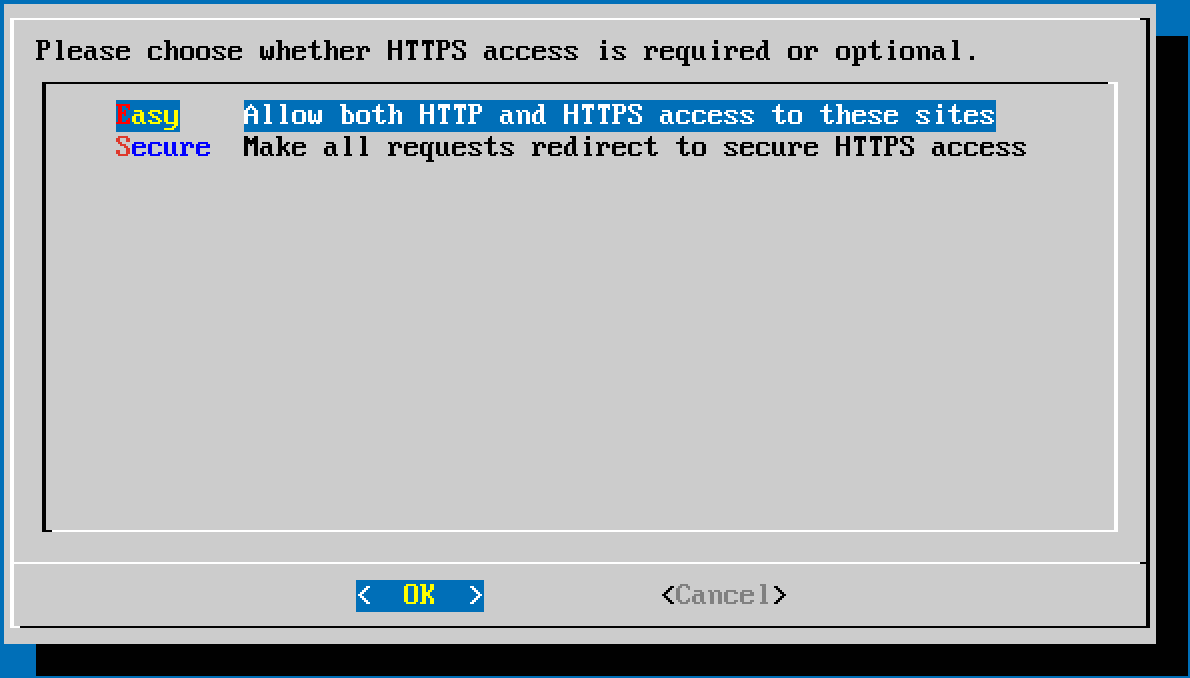 Please choose whether HTTPS access is required or optional.
Easy    Allow both HTTP and HTTPS access to these sites
Secure  Make all requests redirect to secure HTTPS access
<  OK  >    <Cancel>